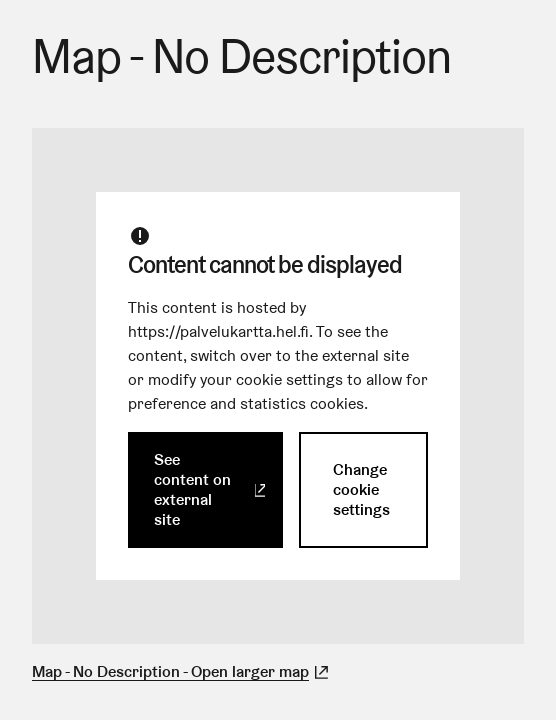 Map - No Description
Content cannot be displayed
This content is hosted by
https://palvelukartta.hel.fi. To see the
content, switch over to the external site
or modify your cookie settings to allow for
preference and statistics cookies.
See
content on
external
site
Change
cookie
settings
Map - No Description - Open larger map